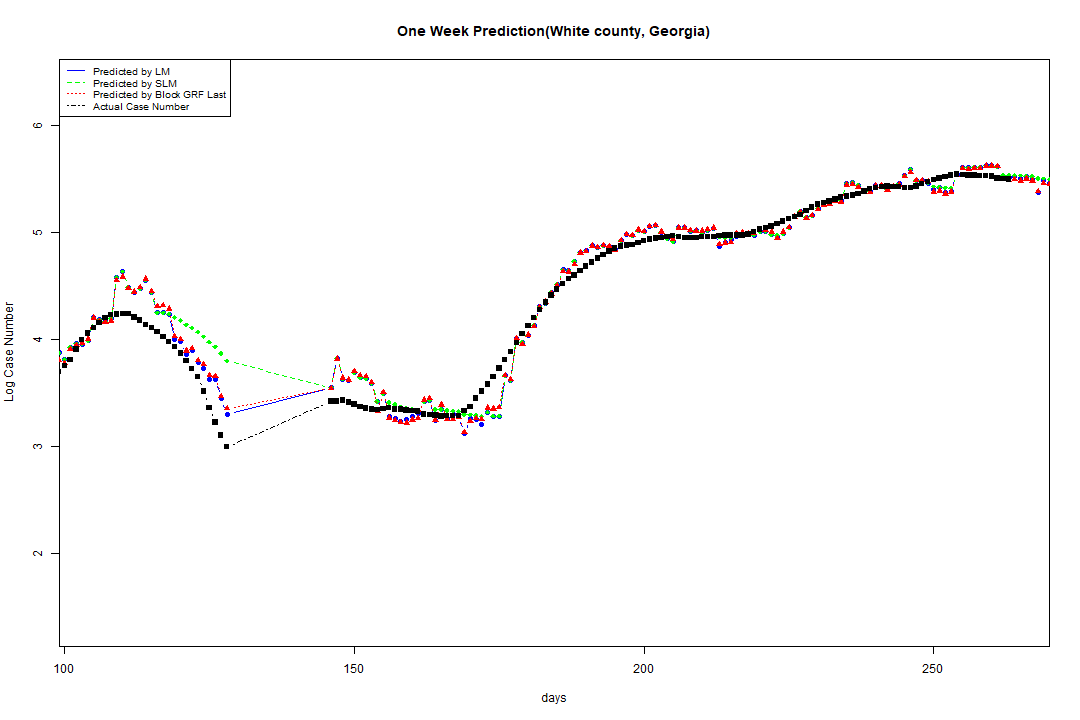 One Week Prediction(White county, Georgia)
Predicted by LM
Predicted by SLM
Predicted by Block GRF Last
Actual Case Number
6
5
4
3
2
Log Case Number
100 150 200 250
days